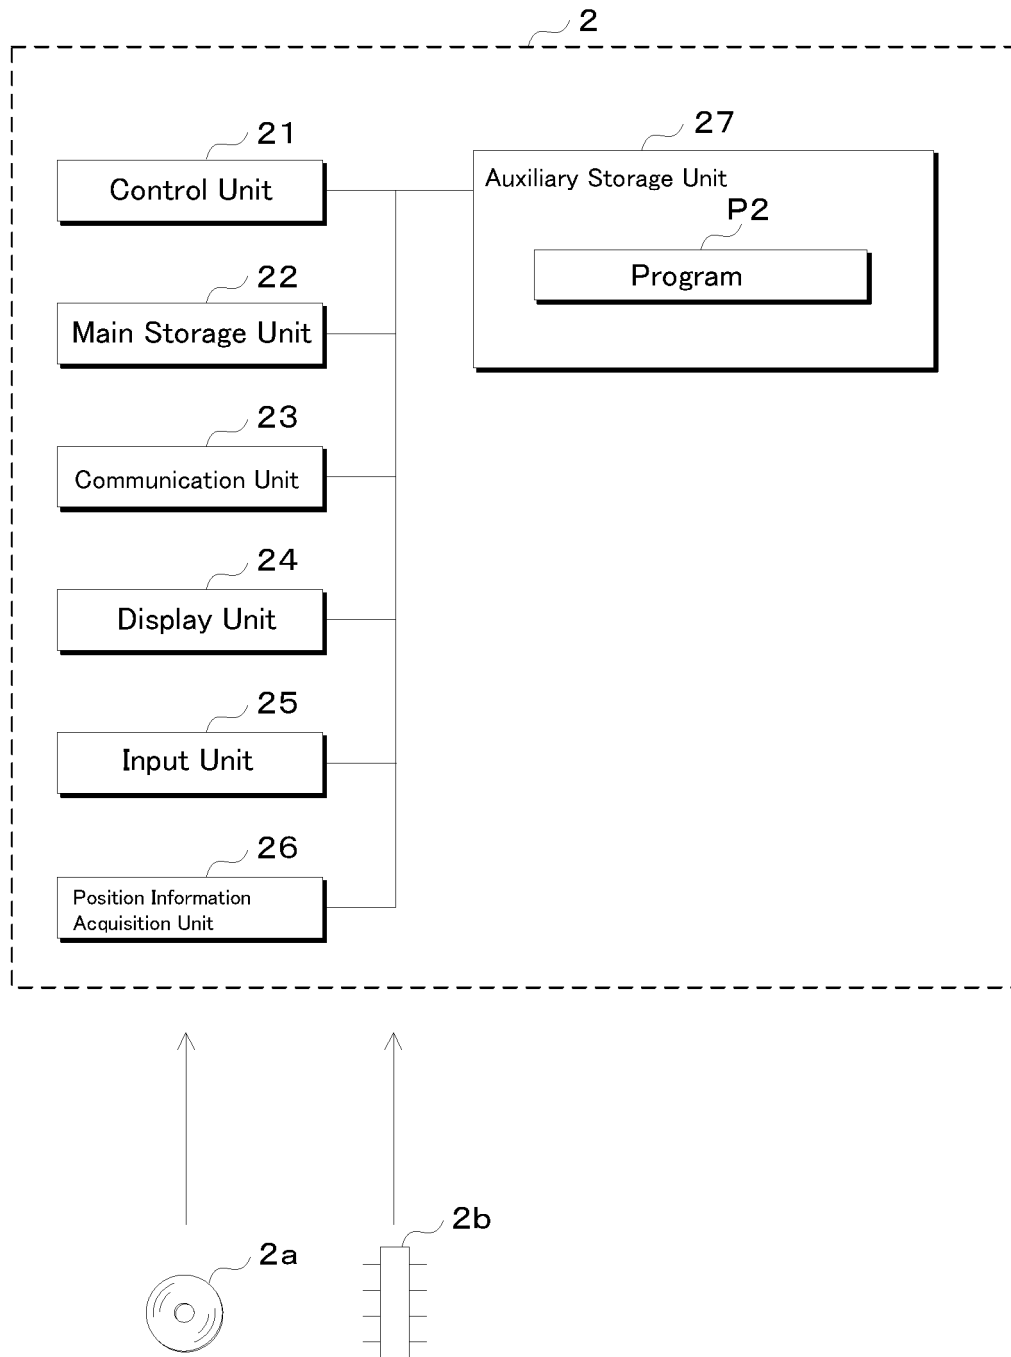 2
21
Control Unit
27
Auxiliary Storage Unit
P2
Program
22
Main Storage Unit
23
Communication Unit
24
Display Unit
25
Input Unit
26
Position Information
Acquisition Unit
2a
2b